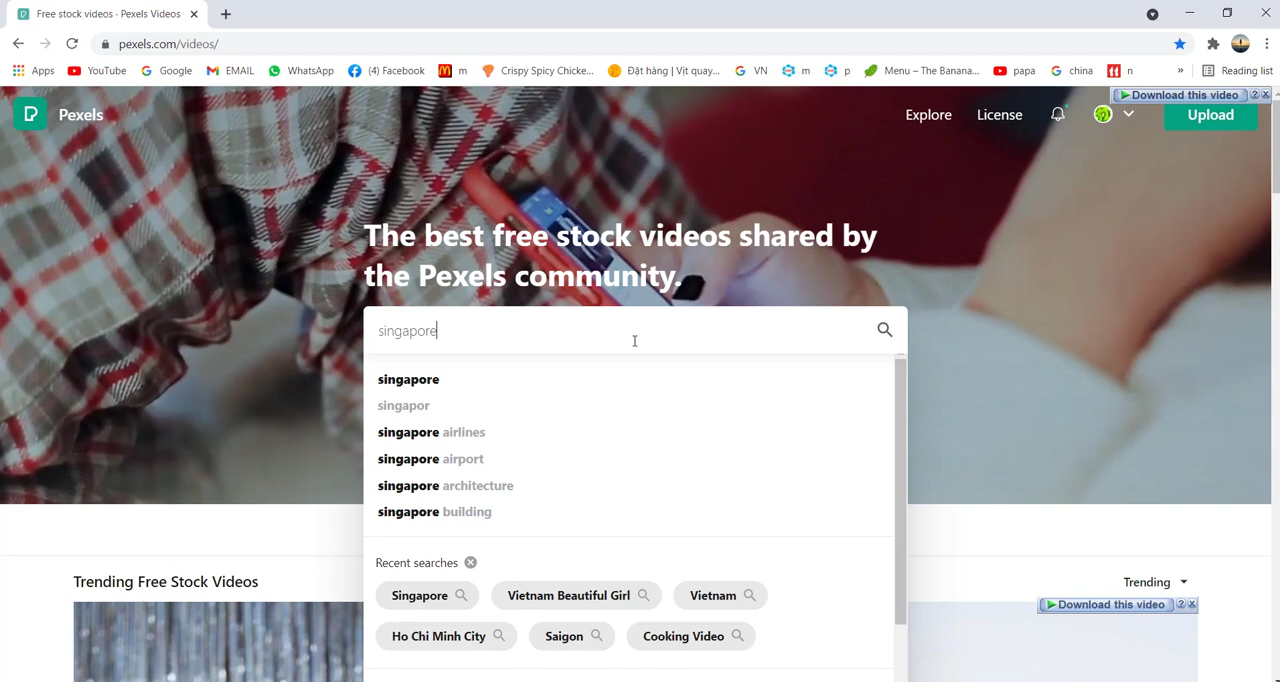 Free stock videos · Pexels Videos
pexels.com/videos/
Apps YouTube Google EMAIL WhatsApp (4) Facebook m Crispy Spicy Chicke... Đặt hàng | Vịt quay... VN m p Menu – The Banana... papa china n » Reading list
Download this video
Pexels Explore License Upload
The best free stock videos shared by
the Pexels community.
singapore
singapore
singapor
singapore airlines
singapore airport
singapore architecture
singapore building
Recent searches
Singapore Vietnam Beautiful Girl Vietnam
Ho Chi Minh City Saigon Cooking Video
Trending Free Stock Videos Trending
Download this video